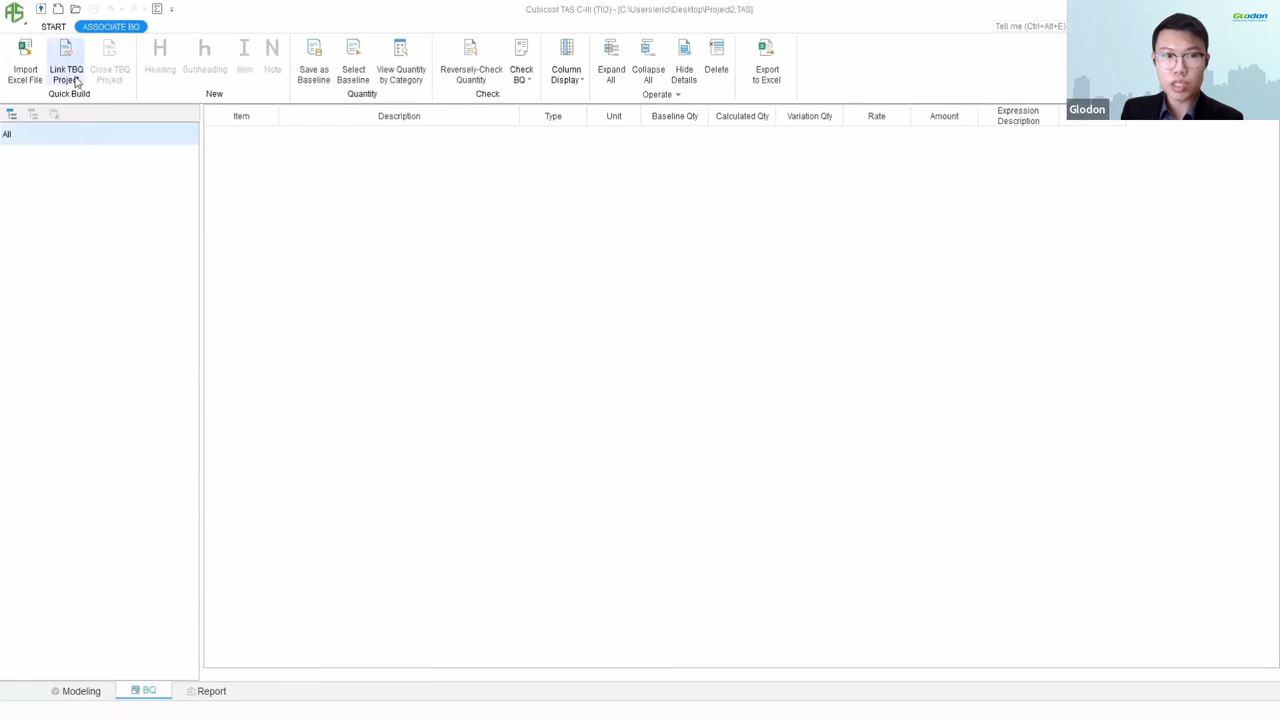 Cubicost TAS C-III (TIO) - [C:\Users\eric\Desktop\Project2.TAS]
START
ASSOCIATE BQ
Tell me (Ctrl+Alt+E)
Glodon
Import
Excel File
Link TBQ
Project
Close TBQ
Project
Heading
Subheading
Item
Note
Save as
Baseline
Select
Baseline
View Quantity
by Category
Reversely-Check
Quantity
Check
BQ
Column
Display
Expand
All
Collapse
All
Hide
Details
Delete
Export
to Excel
Quick Build
New
Quantity
Check
Operate
Glodon
Item
Description
Type
Unit
Baseline Qty
Calculated Qty
Variation Qty
Rate
Amount
Expression
Description
All
Modeling
BQ
Report